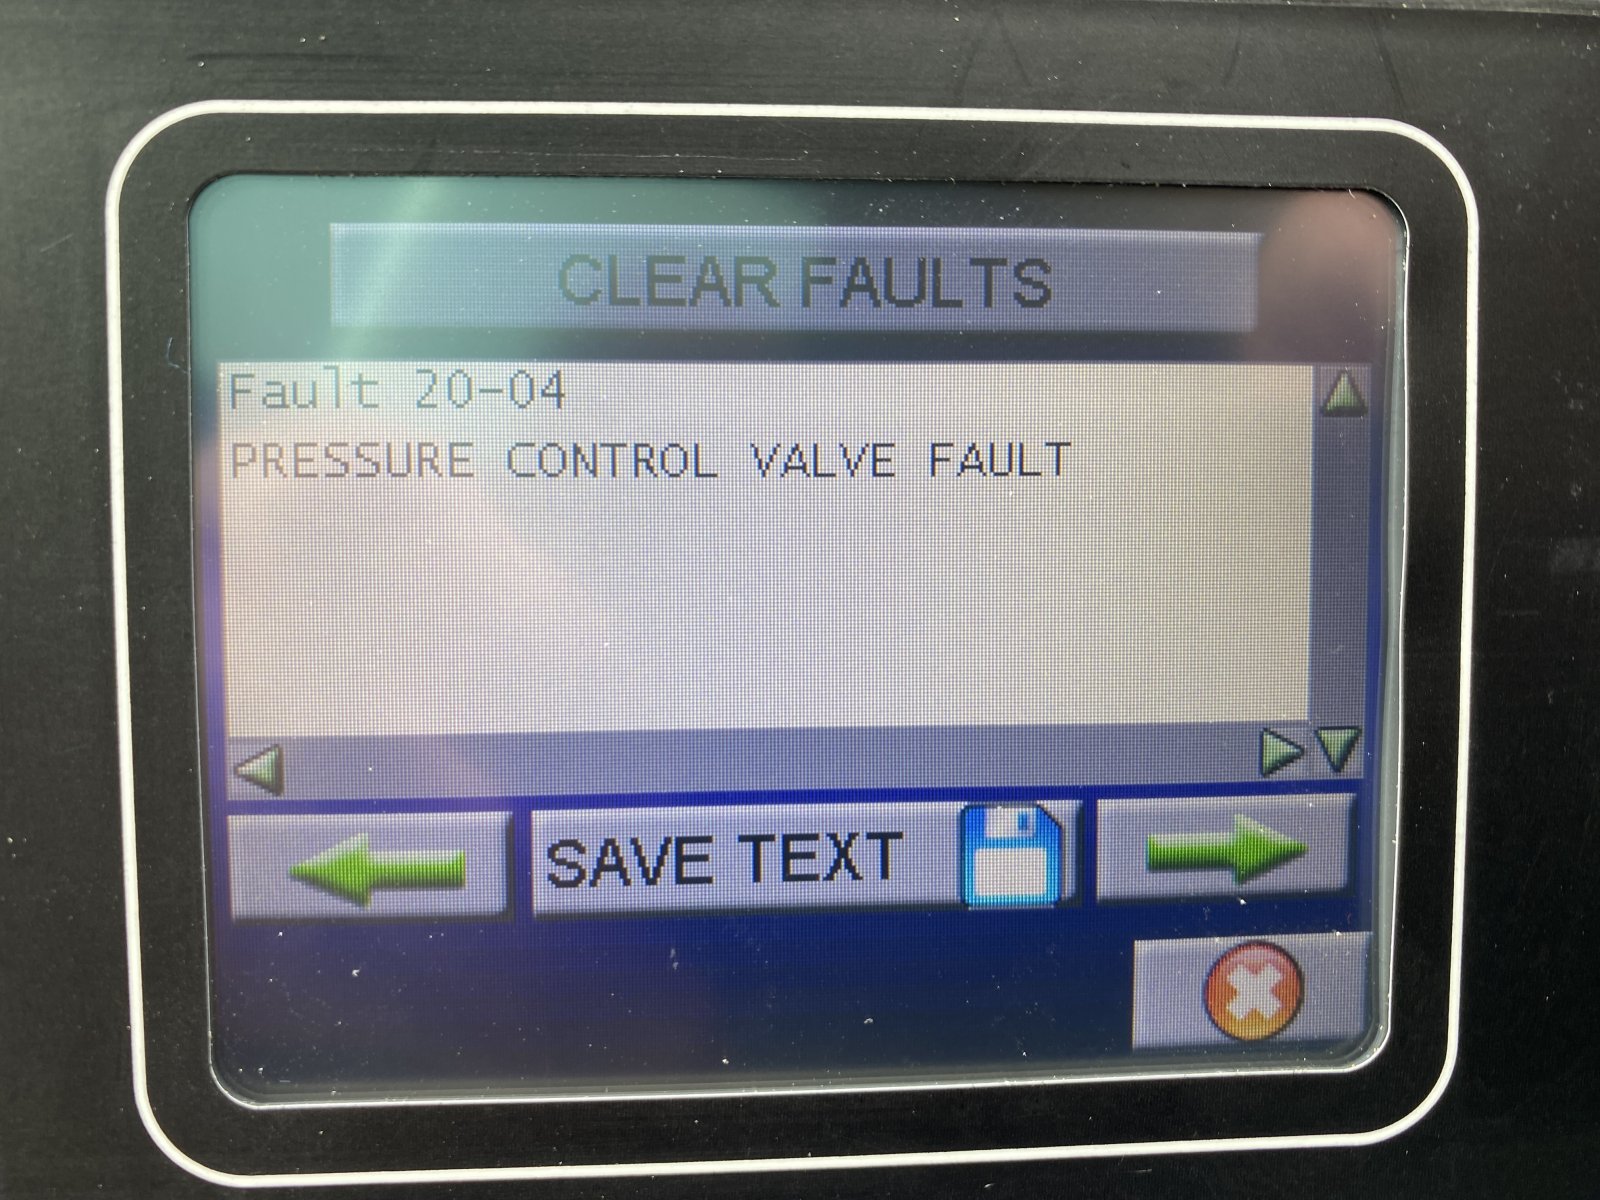 CLEAR FAULTS
Fault 20-04
PRESSURE CONTROL VALVE FAULT
SAVE TEXT